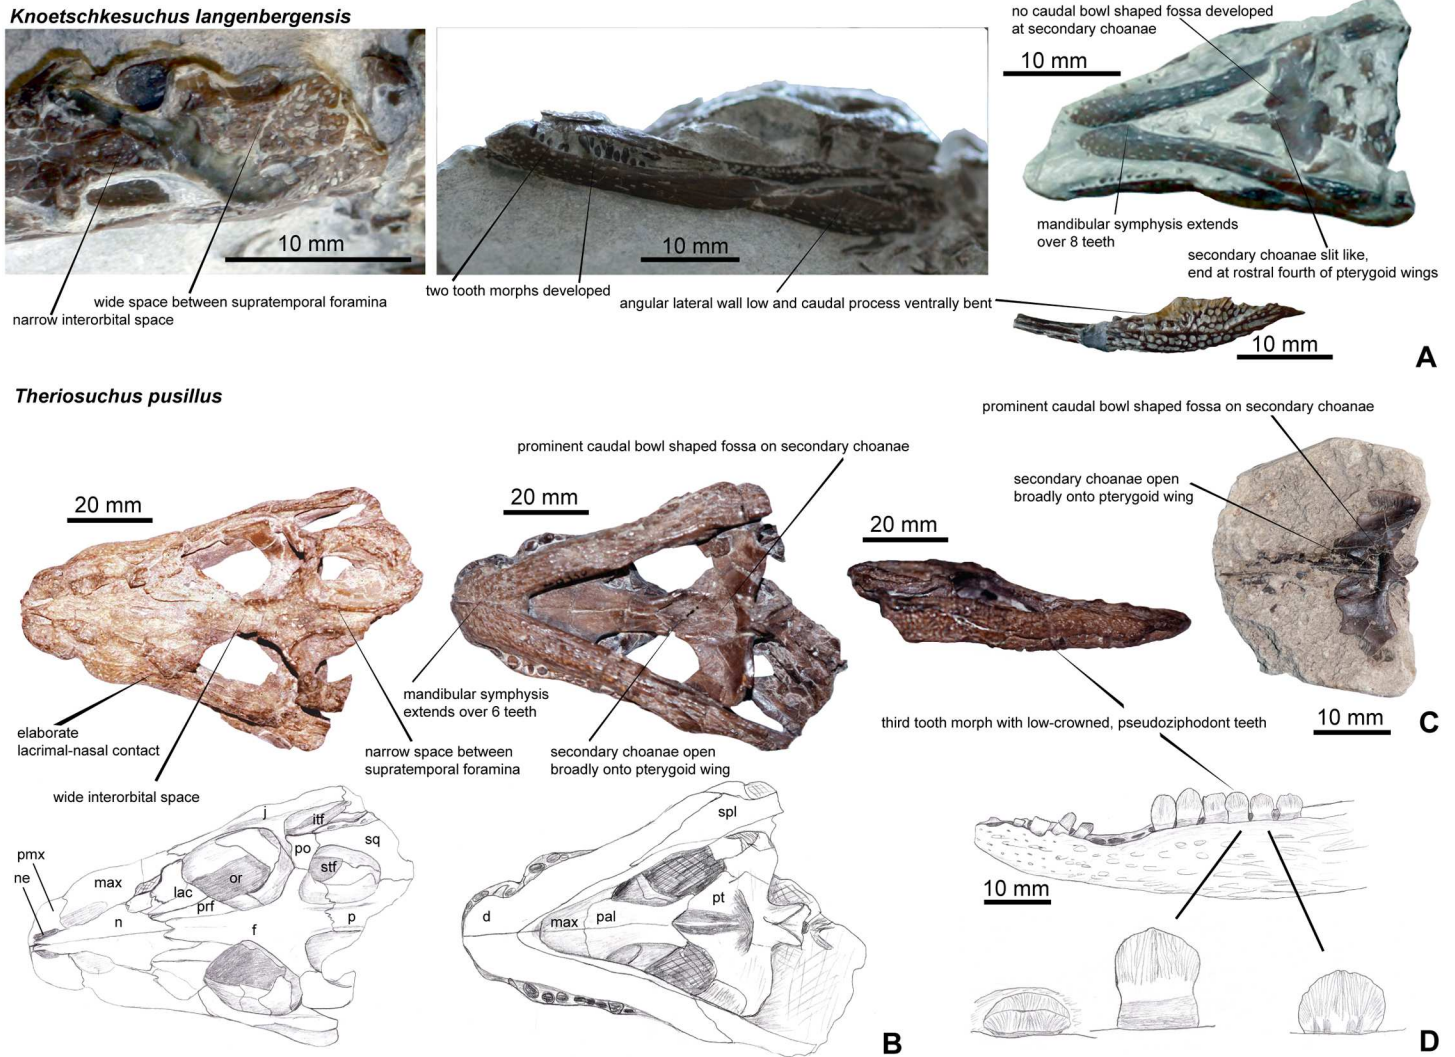 Knoetschkesuchus langenbergensis
no caudal bowl shaped fossa developed
at secondary choanae
10 mm
10 mm
10 mm
mandibular symphysis extends
over 8 teeth
secondary choanae slit like,
end at rostral fourth of pterygoid wings
wide space between supratemporal foramina
narrow interorbital space
two tooth morphs developed
angular lateral wall low and caudal process ventrally bent
10 mm
A
Theriosuchus pusillus
prominent caudal bowl shaped fossa on secondary choanae
prominent caudal bowl shaped fossa on secondary choanae
secondary choanae open
broadly onto pterygoid wing
20 mm
20 mm
20 mm
mandibular symphysis
extends over 6 teeth
elaborate
lacrimal-nasal contact
narrow space between
supratemporal foramina
secondary choanae open
broadly onto pterygoid wing
third tooth morph with low-crowned, pseudoziphodont teeth
10 mm
C
wide interorbital space
j
itf
po
sq
stf
pmx
ne
max
lac
or
prf
n
f
p
spl
d
max
pal
pt
B
10 mm
D